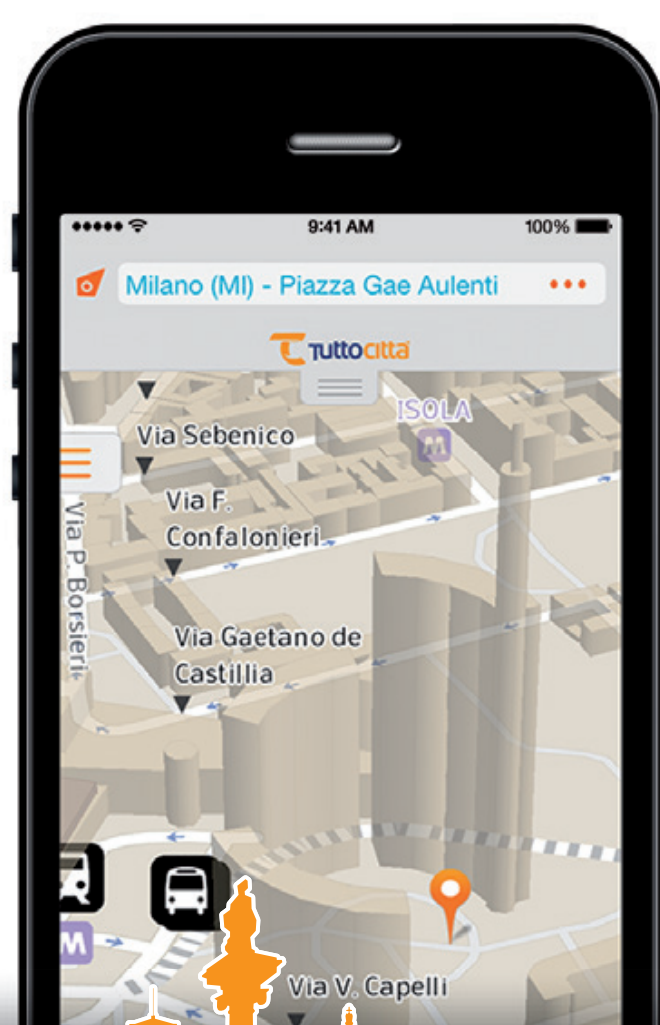 9:41 AM
100%
Milano (MI) - Piazza Gae Aulenti
TUTTOCITTÀ
ISOLA
M
Via Sebenico
Via F.
Confalonieri
Via P. Borsieri
Via Gaetano de
Castillia
M
Via V. Capelli